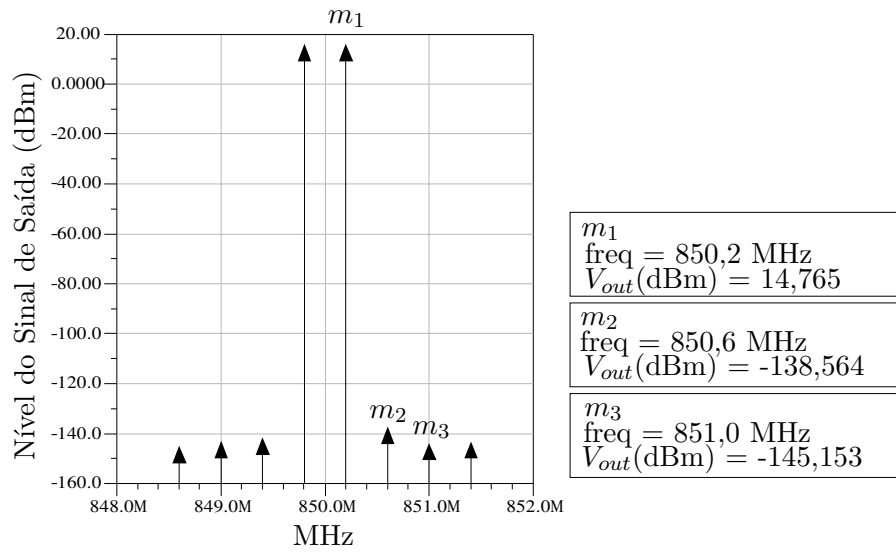 m1
20.00
0.0000
-20.00
-40.00
-60.00
-80.00
-100.0
-120.0
-140.0
-160.0
Nível do Sinal de Saída (dBm)
m2
m3
848.0M 849.0M 850.0M 851.0M 852.0M
MHz
m1
freq = 850,2 MHz
Vout(dBm) = 14,765
m2
freq = 850,6 MHz
Vout(dBm) = -138,564
m3
freq = 851,0 MHz
Vout(dBm) = -145,153